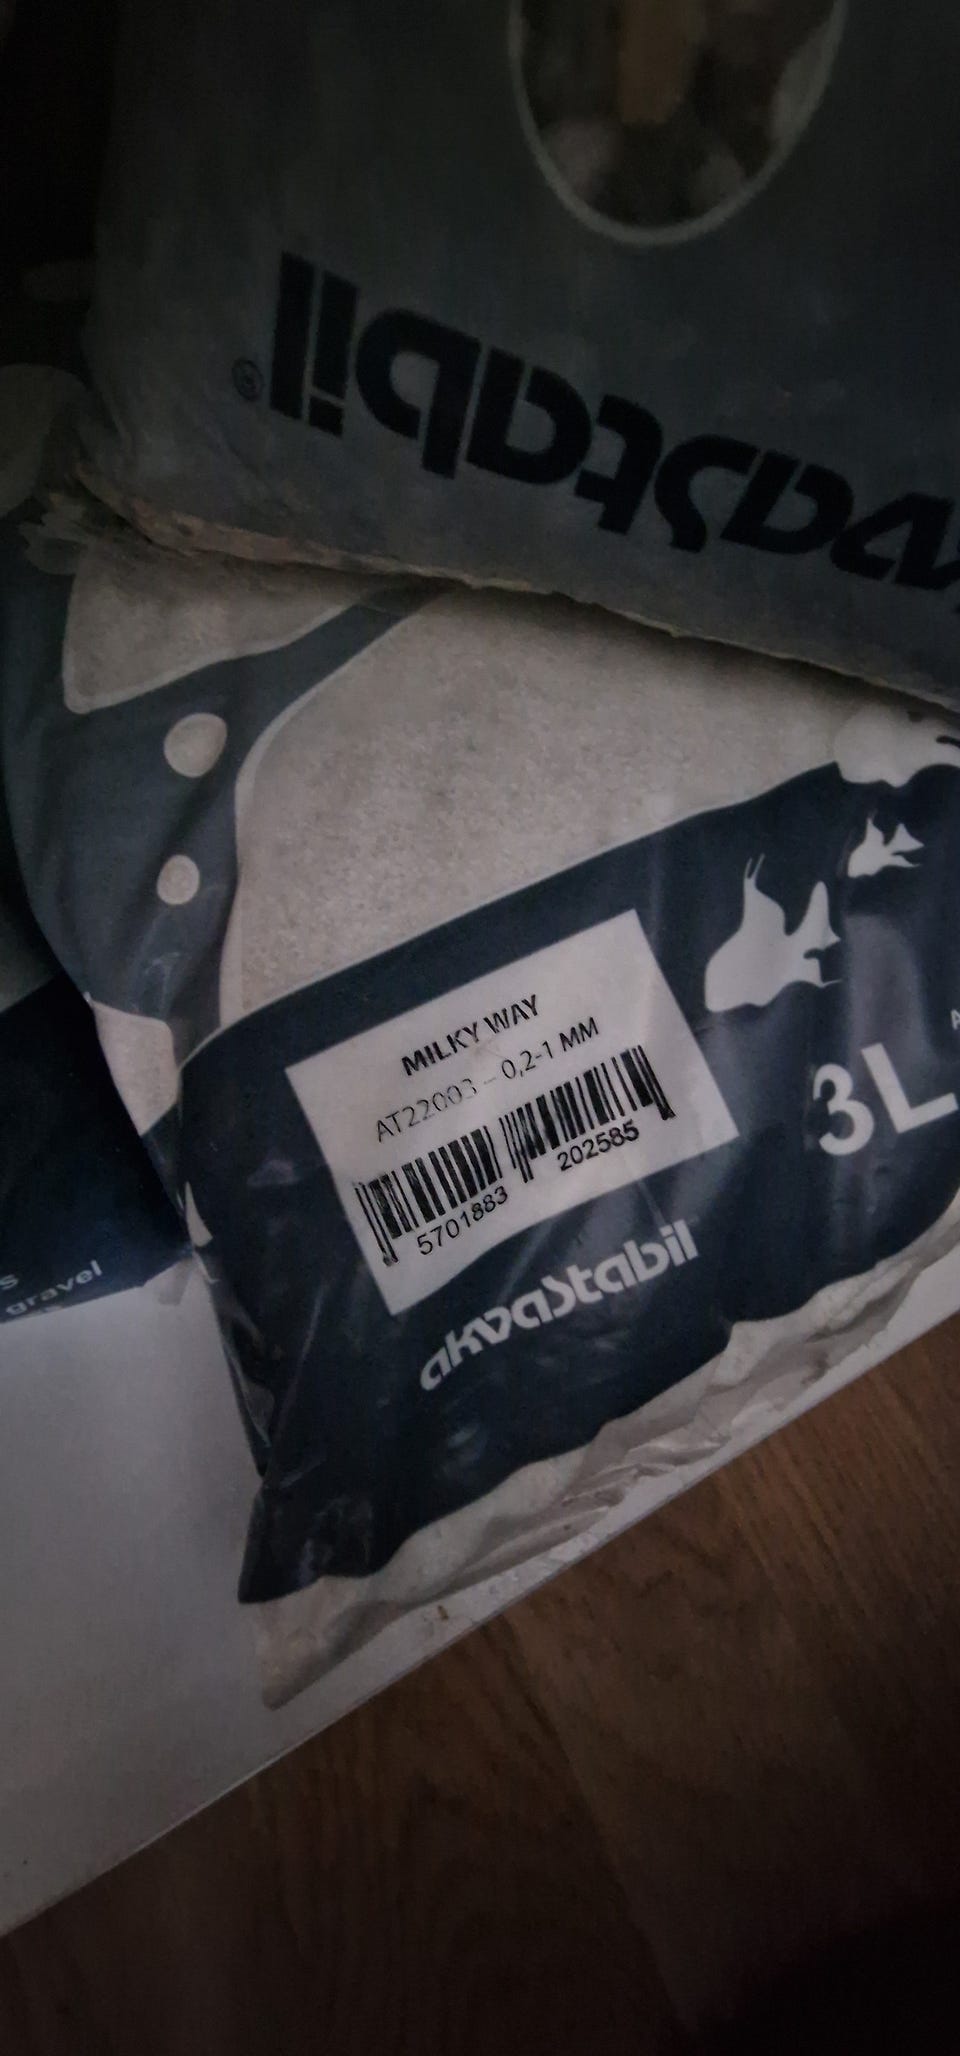 akvastabil®
MILKY WAY
AT22003 - 0,2-1 MM
5701883 202585
3L
akvastabil
s
gravel